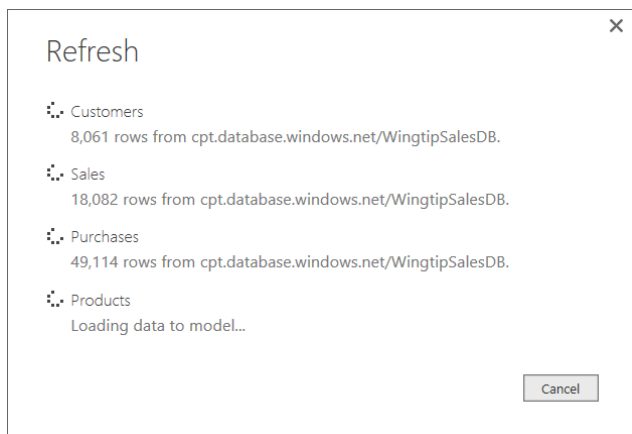 Refresh
Customers
8,061 rows from cpt.database.windows.net/WingtipSalesDB.
Sales
18,082 rows from cpt.database.windows.net/WingtipSalesDB.
Purchases
49,114 rows from cpt.database.windows.net/WingtipSalesDB.
Products
Loading data to model...
Cancel